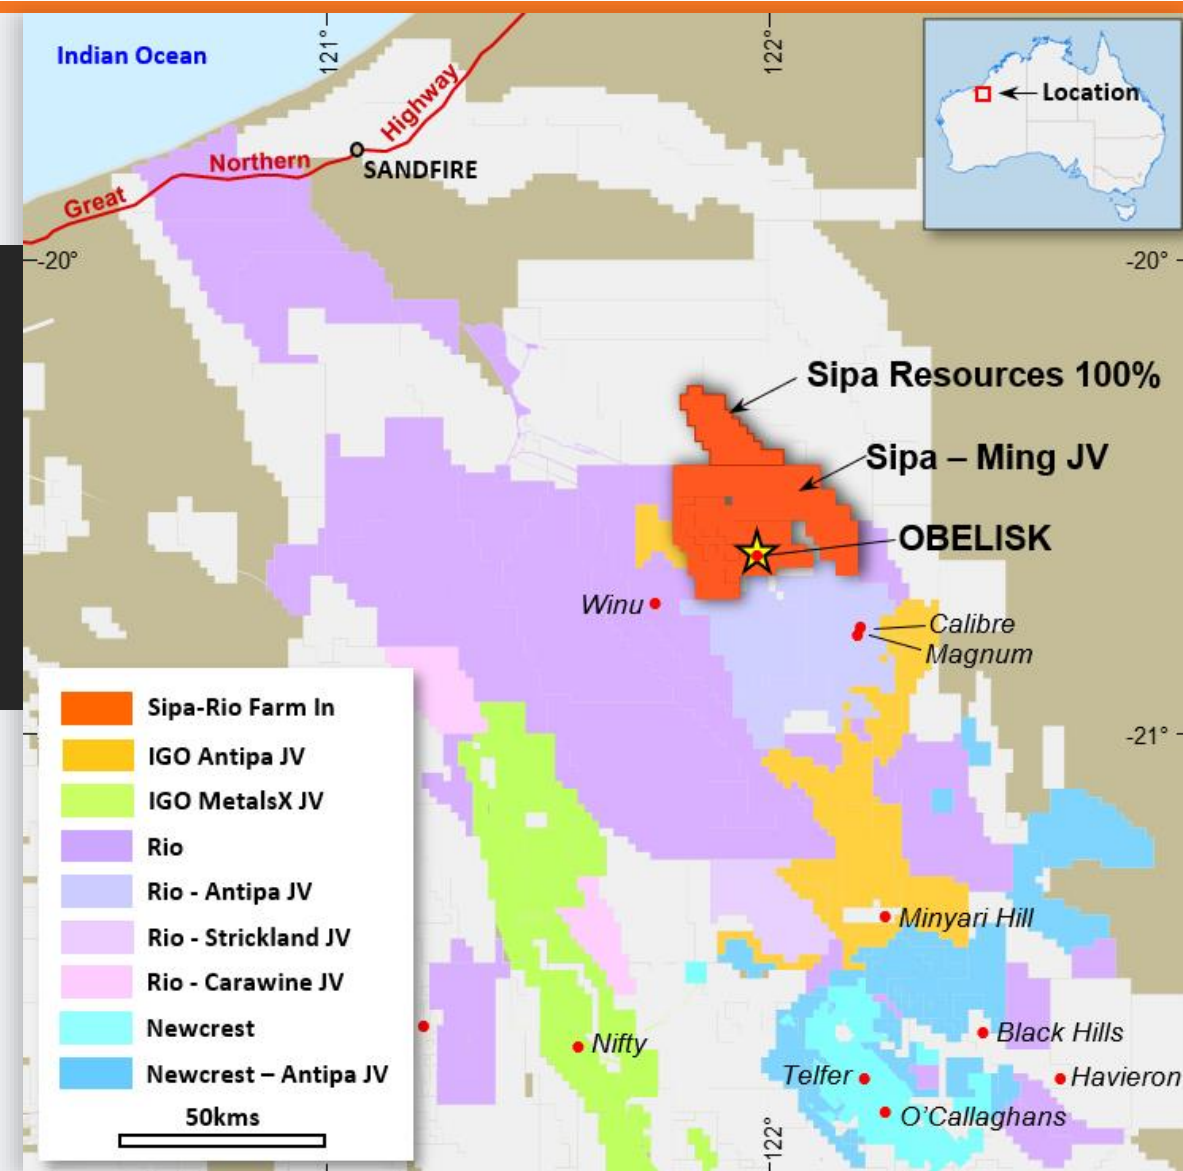 Indian Ocean
121°
122°
Location
Great Northern Highway
SANDFIRE
-20°
-20°
Sipa Resources 100%
Sipa – Ming JV
OBELISK
Winu
Calibre
Magnum
-21°
Sipa-Rio Farm In
IGO Antipa JV
IGO MetalsX JV
Rio
Rio - Antipa JV
Rio - Strickland JV
Rio - Carawine JV
Newcrest
Newcrest – Antipa JV
50kms
Minyari Hill
Black Hills
Nifty
Telfer
Havieron
O'Callaghans
122°